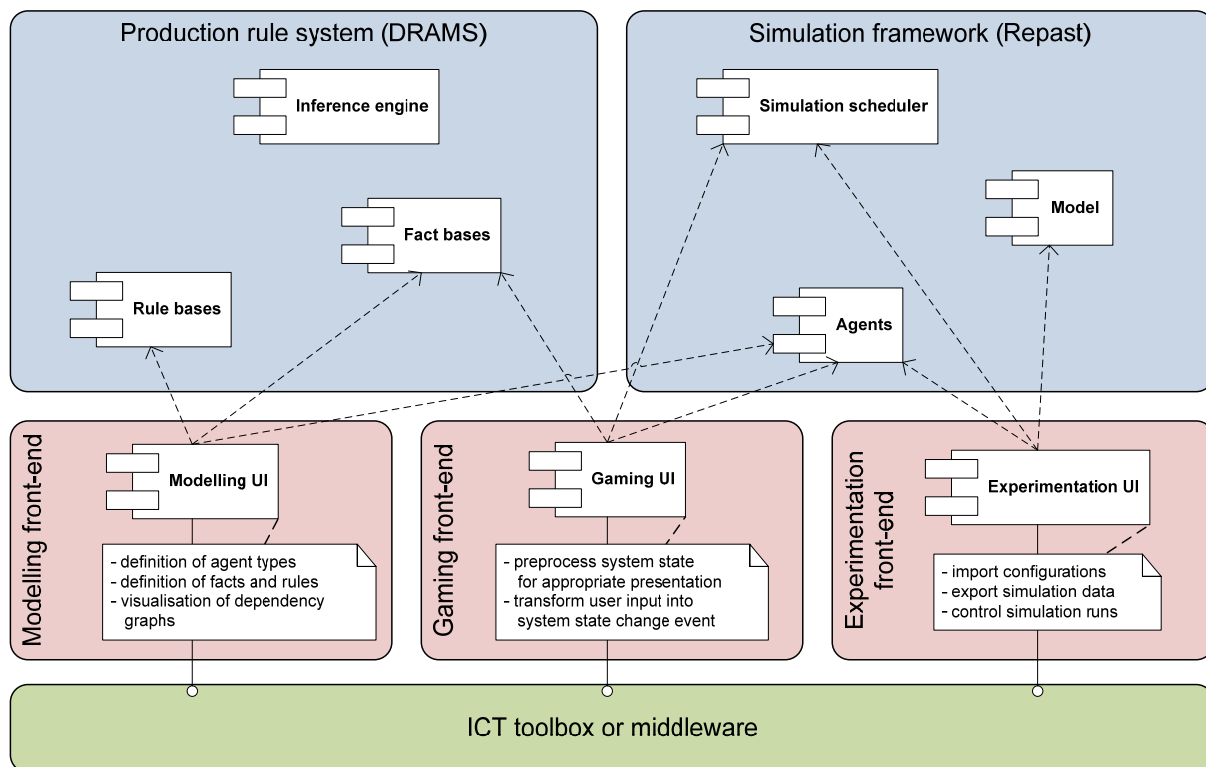 Production rule system (DRAMS)
Simulation framework (Repast)
Inference engine
Simulation scheduler
Model
Fact bases
Rule bases
Agents
Modelling front-end
Modelling UI
- definition of agent types
- definition of facts and rules
- visualisation of dependency
graphs
Gaming front-end
Gaming UI
- preprocess system state
for appropriate presentation
- transform user input into
system state change event
Experimentation
front-end
Experimentation UI
- import configurations
- export simulation data
- control simulation runs
ICT toolbox or middleware